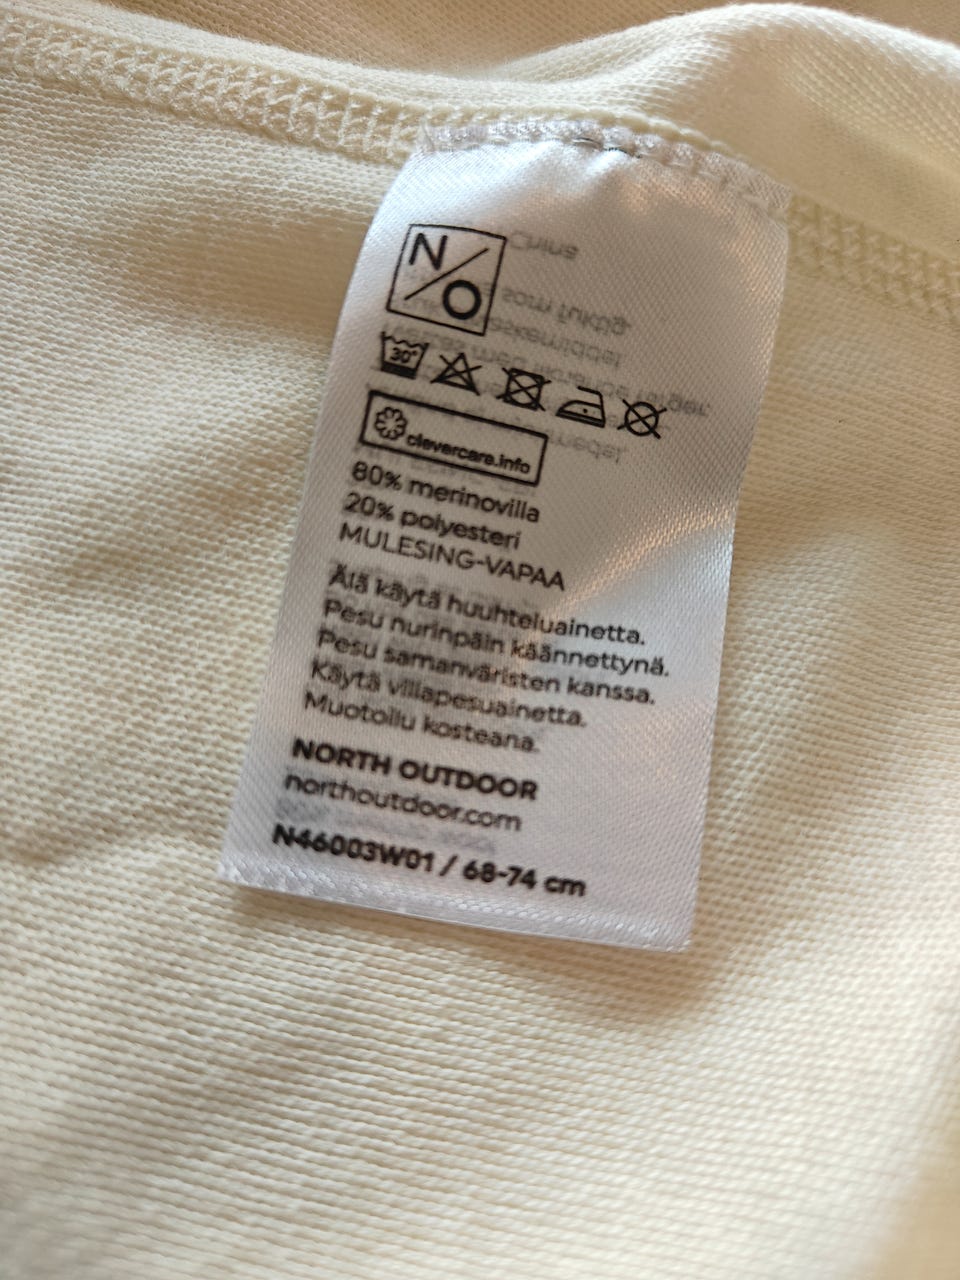 N/O
30°
clevercare.info
80% merinovilla
20% polyesteri
MULESING-VAPAA
Älä käytä huuhteluainetta.
Pesu nurinpäin käännettynä.
Pesu samanväristen kanssa.
Käytä villapesuainetta.
Muotoilu kosteana.
NORTH OUTDOOR
northoutdoor.com
N46003W01 / 68-74 cm